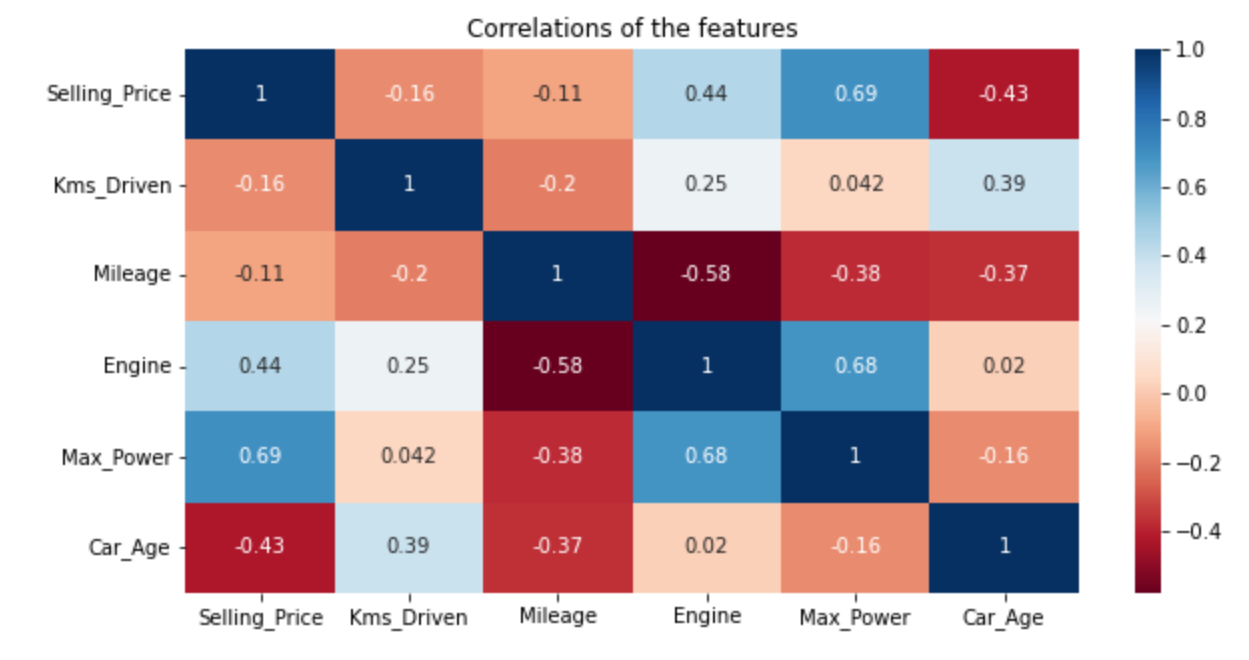 Correlations of the features
Selling_Price 1 -0.16 -0.11 0.44 0.69 -0.43
Kms_Driven -0.16 1 -0.2 0.25 0.042 0.39
Mileage -0.11 -0.2 1 -0.58 -0.38 -0.37
Engine 0.44 0.25 -0.58 1 0.68 0.02
Max_Power 0.69 0.042 -0.38 0.68 1 -0.16
Car_Age -0.43 0.39 -0.37 0.02 -0.16 1
Selling_Price Kms_Driven Mileage Engine Max_Power Car_Age
1.0
0.8
0.6
0.4
0.2
0.0
−0.2
−0.4